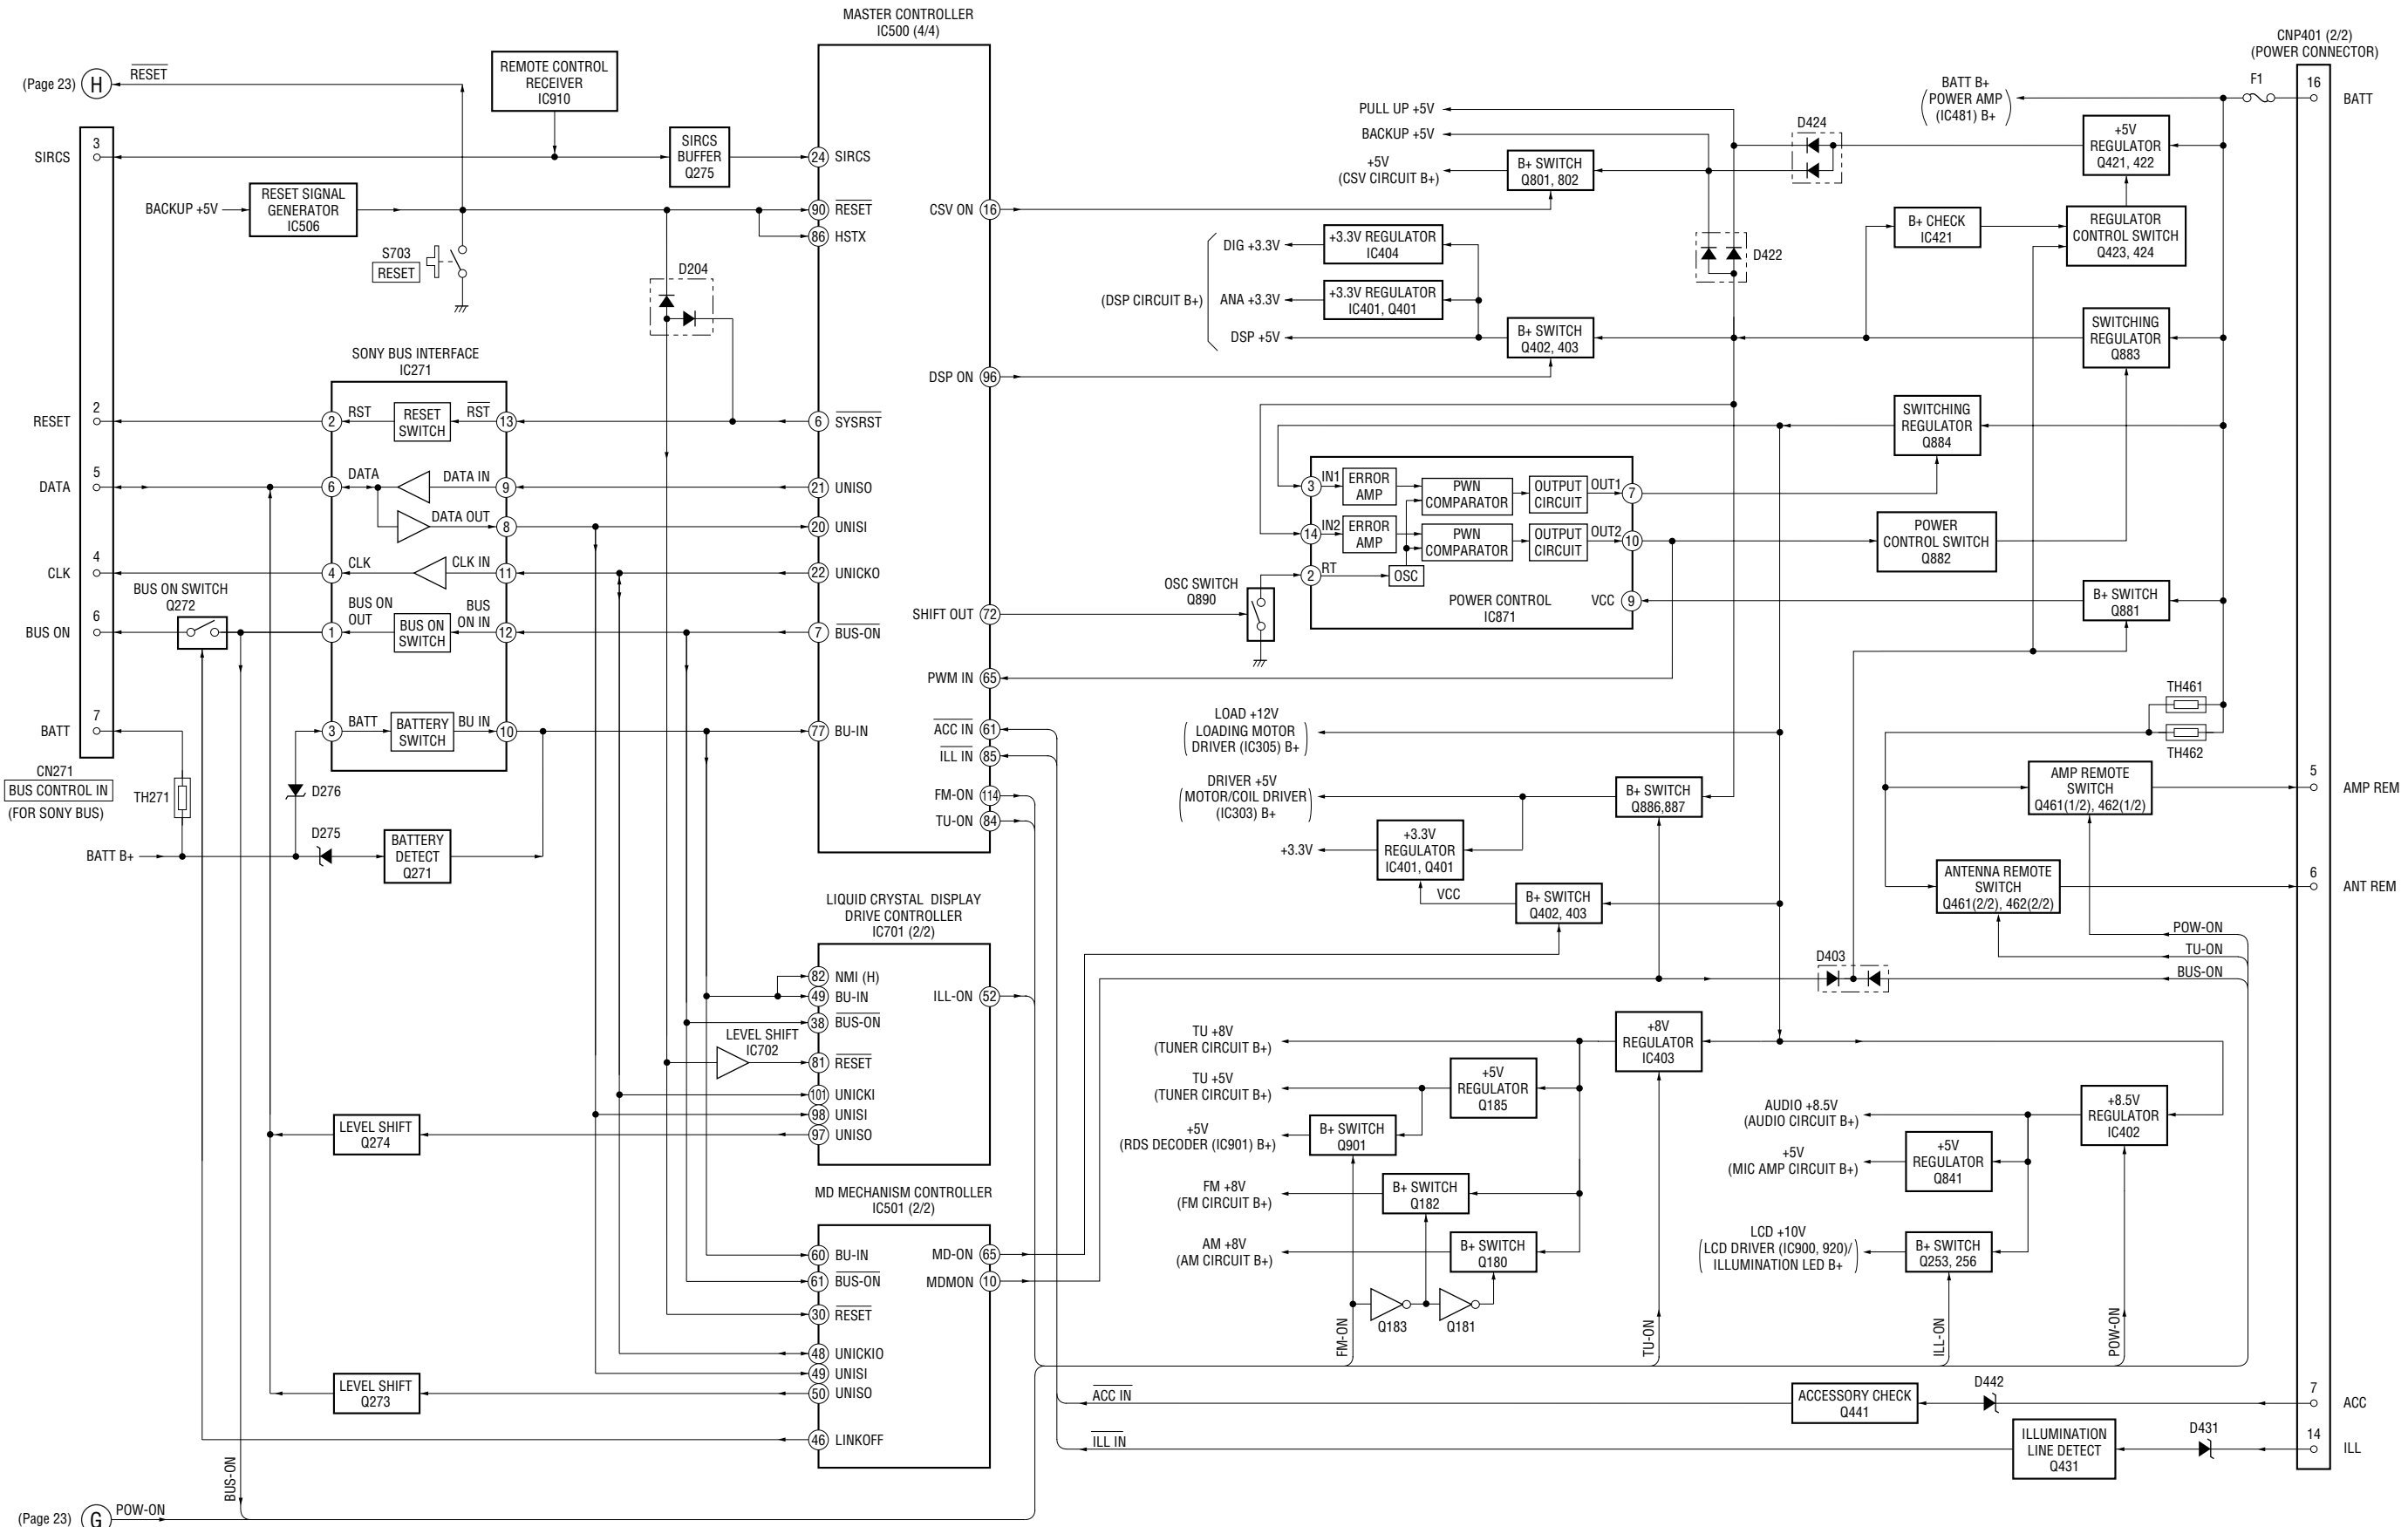 MASTER CONTROLLER
IC500 (4/4)
CNP401 (2/2)
(POWER CONNECTOR)
(Page 23)
H
RESET
REMOTE CONTROL
RECEIVER
IC910
SIRCS
3
SIRCS
BUFFER
Q275
24
SIRCS
BACKUP +5V
RESET SIGNAL
GENERATOR
IC506
90
RESET
86
HSTX
S703
RESET
D204
SONY BUS INTERFACE
IC271
RESET
2
2
RST
RESET
SWITCH
RST
13
6
SYSRST
DATA
5
6
DATA
DATA IN
9
21
UNISO
DATA OUT
8
20
UNISI
CLK
4
4
CLK
CLK IN
11
22
UNICKO
BUS ON SWITCH
Q272
BUS ON
6
1
BUS ON
OUT
BUS ON
SWITCH
BUS
ON IN
12
7
BUS-ON
BATT
7
3
BATT
BATTERY
SWITCH
BU IN
10
77
BU-IN
CN271
BUS CONTROL IN
(FOR SONY BUS)
TH271
D276
D275
BATT B+
BATTERY
DETECT
Q271
CSV ON
16
DSP ON
96
SHIFT OUT
72
PWM IN
65
ACC IN
61
ILL IN
85
FM-ON
114
TU-ON
84
LIQUID CRYSTAL DISPLAY
DRIVE CONTROLLER
IC701 (2/2)
82
NMI (H)
49
BU-IN
38
BUS-ON
LEVEL SHIFT
IC702
81
RESET
101
UNICKI
98
UNISI
97
UNISO
ILL-ON
52
LEVEL SHIFT
Q274
MD MECHANISM CONTROLLER
IC501 (2/2)
60
BU-IN
61
BUS-ON
30
RESET
48
UNICKIO
49
UNISI
50
UNISO
46
LINKOFF
MD-ON
65
MDMON
10
LEVEL SHIFT
Q273
BUS-ON
(Page 23)
G
POW-ON
PULL UP +5V
BACKUP +5V
+5V
(CSV CIRCUIT B+)
B+ SWITCH
Q801, 802
D424
BATT B+
POWER AMP
(IC481) B+
F1
16
BATT
+5V
REGULATOR
Q421, 422
B+ CHECK
IC421
REGULATOR
CONTROL SWITCH
Q423, 424
(DSP CIRCUIT B+)
DIG +3.3V
+3.3V REGULATOR
IC404
ANA +3.3V
+3.3V REGULATOR
IC401, Q401
DSP +5V
B+ SWITCH
Q402, 403
D422
SWITCHING
REGULATOR
Q883
SWITCHING
REGULATOR
Q884
3
IN1
ERROR
AMP
PWN
COMPARATOR
OUTPUT
CIRCUIT
OUT1
7
14
IN2
ERROR
AMP
PWN
COMPARATOR
OUTPUT
CIRCUIT
OUT2
10
2
RT
OSC
POWER CONTROL
IC871
VCC
9
OSC SWITCH
Q890
POWER
CONTROL SWITCH
Q882
B+ SWITCH
Q881
TH461
TH462
LOAD +12V
LOADING MOTOR
DRIVER (IC305) B+
DRIVER +5V
MOTOR/COIL DRIVER
(IC303) B+
B+ SWITCH
Q886,887
+3.3V
+3.3V
REGULATOR
IC401, Q401
VCC
B+ SWITCH
Q402, 403
AMP REMOTE
SWITCH
Q461(1/2), 462(1/2)
5
AMP REM
ANTENNA REMOTE
SWITCH
Q461(2/2), 462(2/2)
6
ANT REM
POW-ON
TU-ON
BUS-ON
D403
TU +8V
(TUNER CIRCUIT B+)
+8V
REGULATOR
IC403
TU +5V
(TUNER CIRCUIT B+)
+5V
REGULATOR
Q185
+5V
(RDS DECODER (IC901) B+)
B+ SWITCH
Q901
FM +8V
(FM CIRCUIT B+)
B+ SWITCH
Q182
AM +8V
(AM CIRCUIT B+)
B+ SWITCH
Q180
Q183
Q181
FM-ON
TU-ON
ILL-ON
POW-ON
AUDIO +8.5V
(AUDIO CIRCUIT B+)
+8.5V
REGULATOR
IC402
+5V
(MIC AMP CIRCUIT B+)
+5V
REGULATOR
Q841
LCD +10V
LCD DRIVER (IC900, 920)/
ILLUMINATION LED B+
B+ SWITCH
Q253, 256
ACC IN
ACCESSORY CHECK
Q441
D442
7
ACC
ILL IN
ILLUMINATION
LINE DETECT
Q431
D431
14
ILL